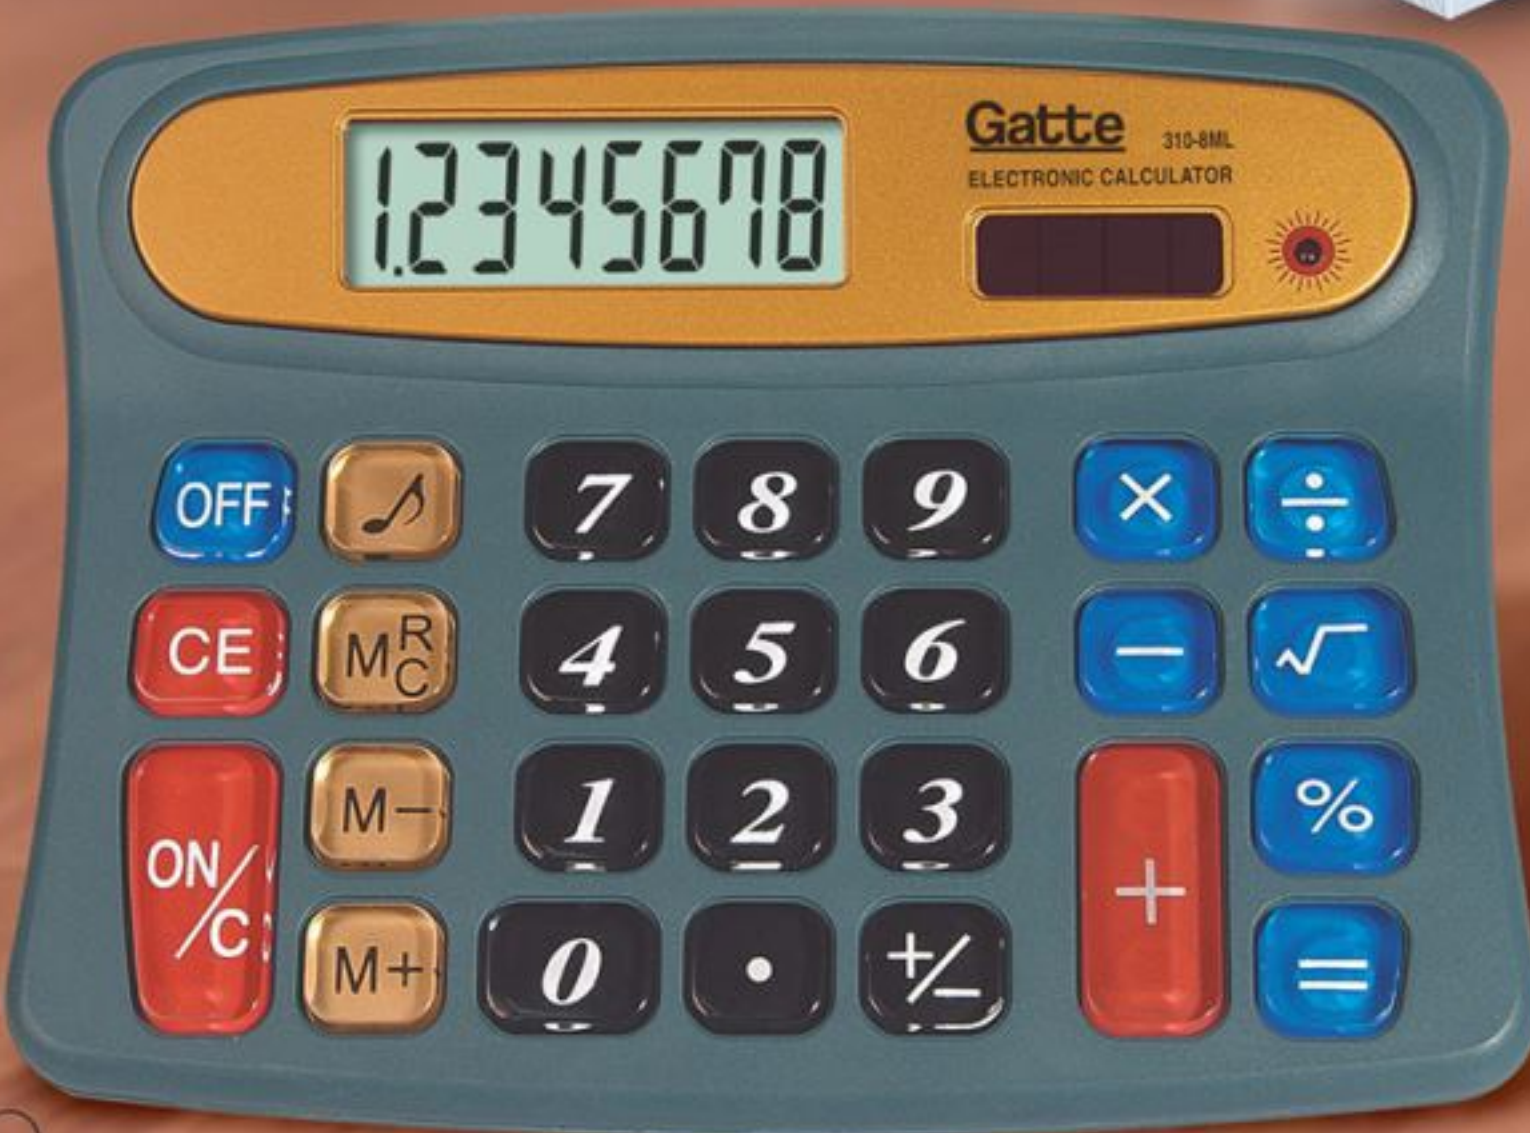 1.2345678
Gatte 310-8ML
ELECTRONIC CALCULATOR
OFF ♪ 7 8 9 × ÷
CE MRC 4 5 6 − √
ON/C M− 1 2 3 + %
M+ 0 . +/− =